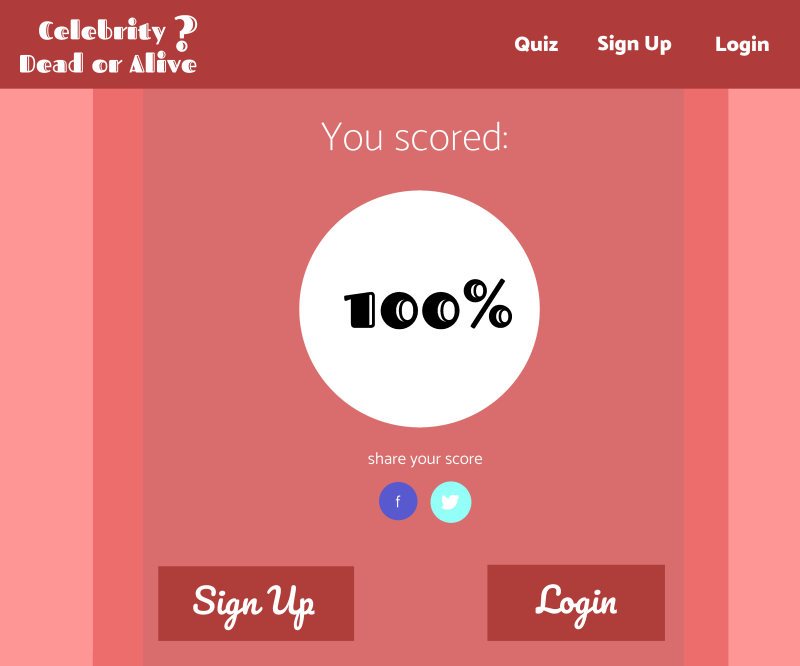 Celebrity ?
Dead or Alive
Quiz
Sign Up
Login
You scored:
100%
share your score
f
Sign Up
Login